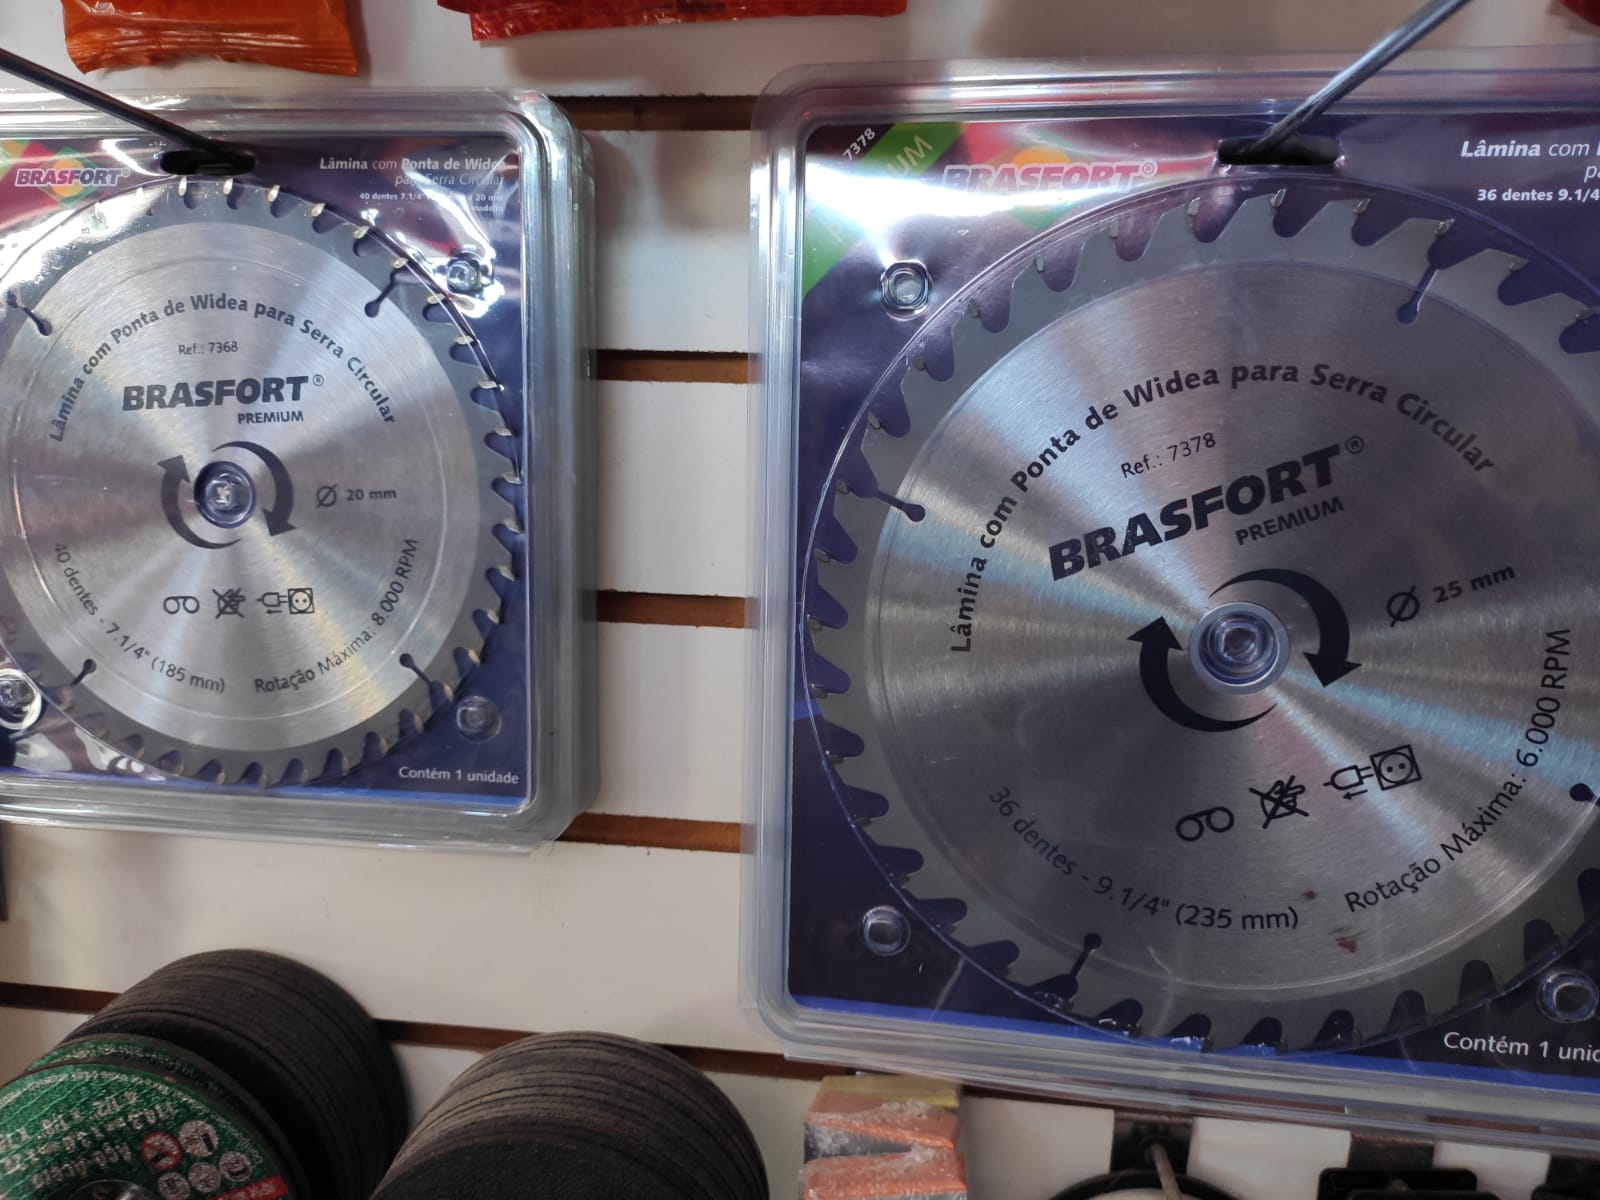 BRASFORT®
Lâmina com Ponta de Widea
para Serra Circular
40 dentes 7.1/4" 20 mm
madeira
Lâmina com Ponta de Widea para Serra Circular
Ref.: 7368
BRASFORT®
PREMIUM
Ø 20 mm
40 dentes - 7.1/4" (185 mm)
Rotação Máxima: 8.000 RPM
Contém 1 unidade
7378
BRASFORT®
Lâmina com
36 dentes 9.1/4
Lâmina com Ponta de Widea para Serra Circular
Ref.: 7378
BRASFORT®
PREMIUM
Ø 25 mm
36 dentes - 9.1/4" (235 mm)
Rotação Máxima: 6.000 RPM
Contém 1